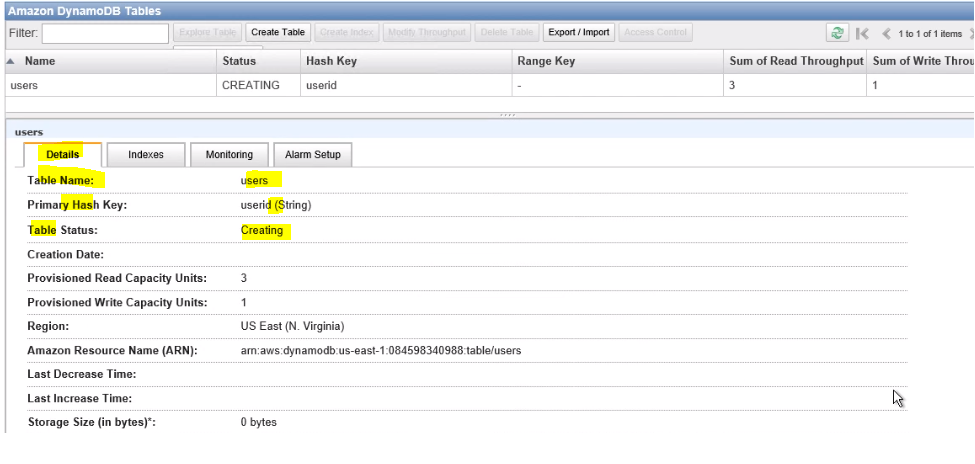 Amazon DynamoDB Tables
Filter: Explore Table Create Table Create Index Modify Throughput Delete Table Export / Import Access Control 1 to 1 of 1 items
Name Status Hash Key Range Key Sum of Read Throughput Sum of Write Throu
users CREATING userid - 3 1
users
Details Indexes Monitoring Alarm Setup
Table Name: users
Primary Hash Key: userid (String)
Table Status: Creating
Creation Date:
Provisioned Read Capacity Units: 3
Provisioned Write Capacity Units: 1
Region: US East (N. Virginia)
Amazon Resource Name (ARN): arn:aws:dynamodb:us-east-1:084598340988:table/users
Last Decrease Time:
Last Increase Time:
Storage Size (in bytes)*: 0 bytes